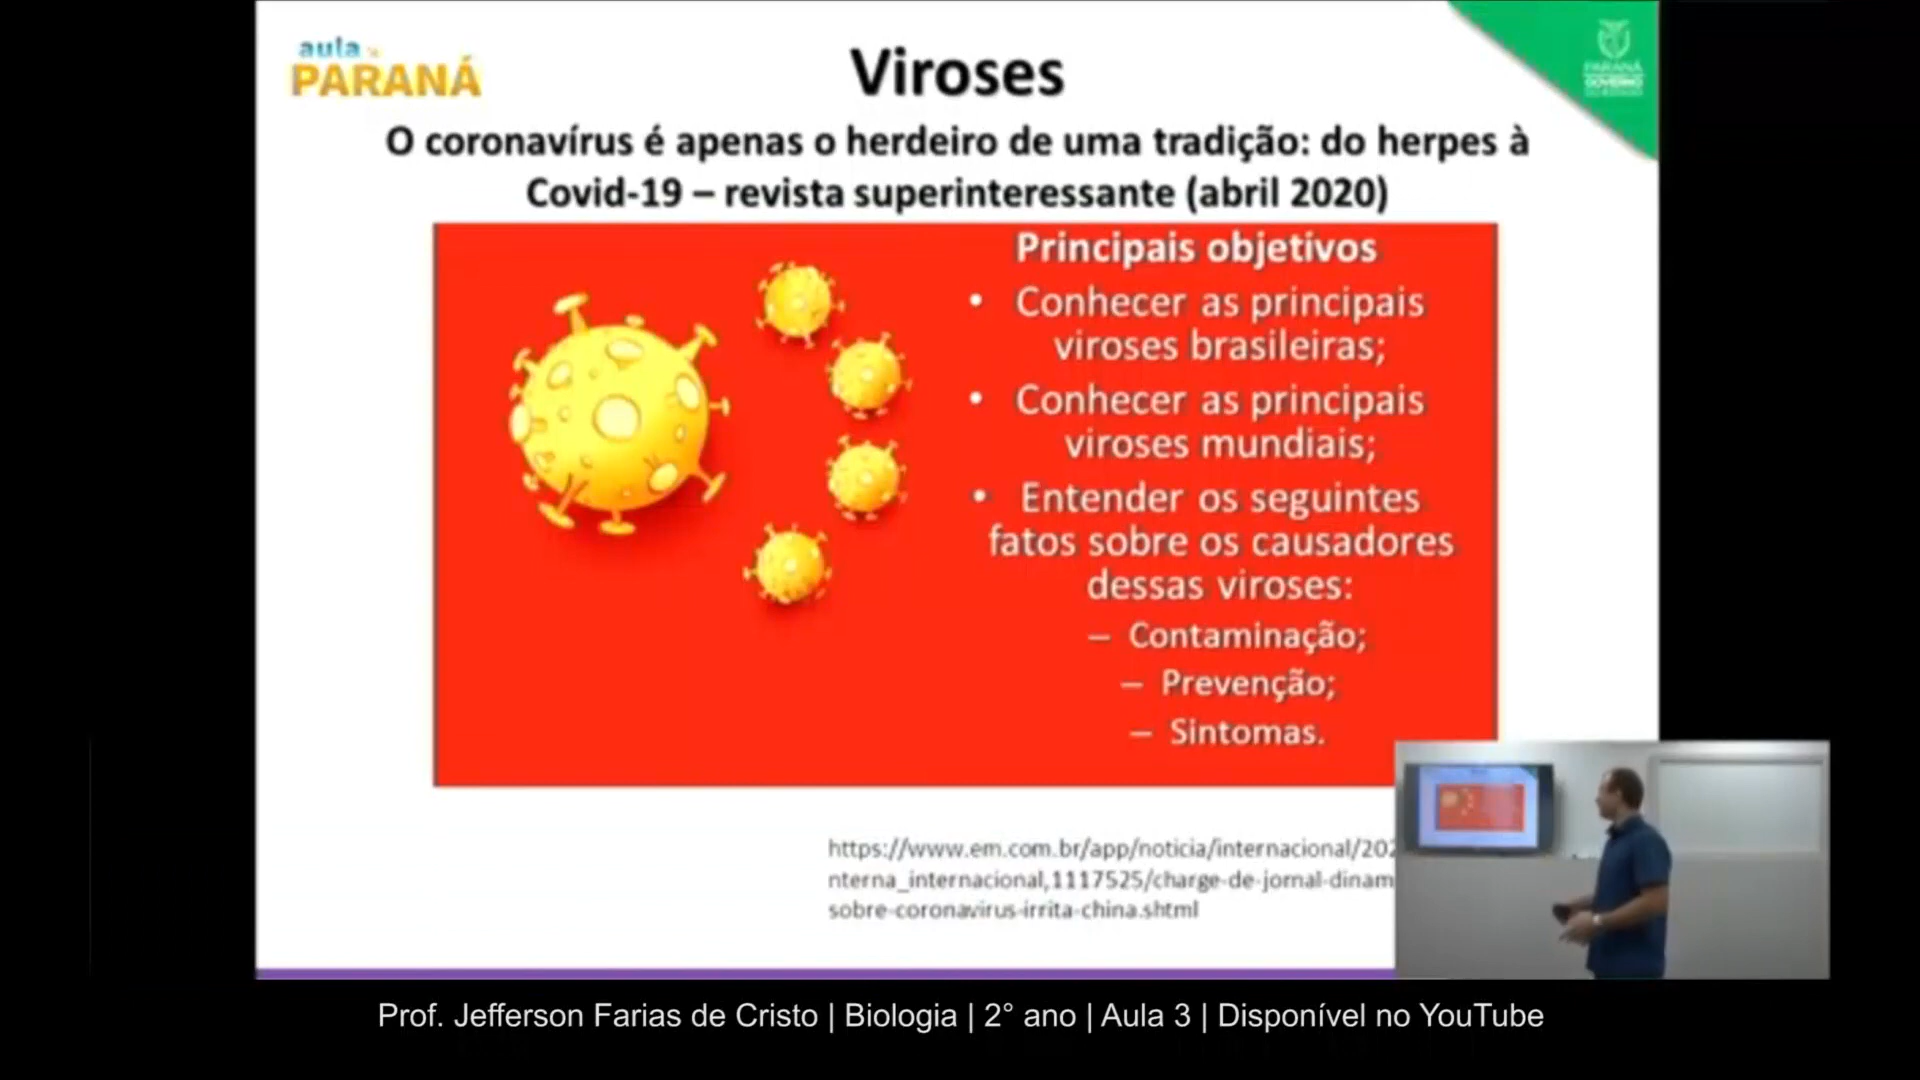 aula
PARANÁ
Viroses
PARANÁ
GOVERNO
O coronavírus é apenas o herdeiro de uma tradição: do herpes à
Covid-19 – revista superinteressante (abril 2020)
Principais objetivos
• Conhecer as principais
viroses brasileiras;
• Conhecer as principais
viroses mundiais;
• Entender os seguintes
fatos sobre os causadores
dessas viroses:
– Contaminação;
– Prevenção;
– Sintomas.
https://www.em.com.br/app/noticia/internacional/202
nterna_internacional,1117525/charge-de-jornal-dinam
sobre-coronavirus-irrita-china.shtml
Prof. Jefferson Farias de Cristo | Biologia | 2° ano | Aula 3 | Disponível no YouTube